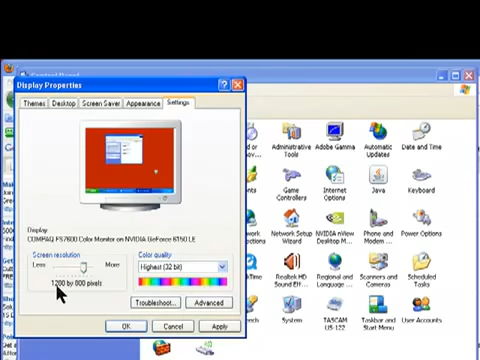 Control Panel
Display Properties
Themes Desktop Screen Saver Appearance Settings
Display:
COMPAQ FS7600 Color Monitor on NVIDIA GeForce 6150 LE
Screen resolution
Less More
1280 by 800 pixels
Color quality
Highest (32 bit)
Troubleshoot... Advanced
OK Cancel Apply
Administrative Tools
Adobe Gamma
Automatic Updates
Date and Time
Game Controllers
Internet Options
Java
Keyboard
Network Setup Wizard
NVIDIA nView Desktop M...
Phone and Modem ...
Power Options
Realtek HD Sound Eff...
Regional and Language ...
Scanners and Cameras
Scheduled Tasks
System
TASCAM US-122
Taskbar and Start Menu
User Accounts